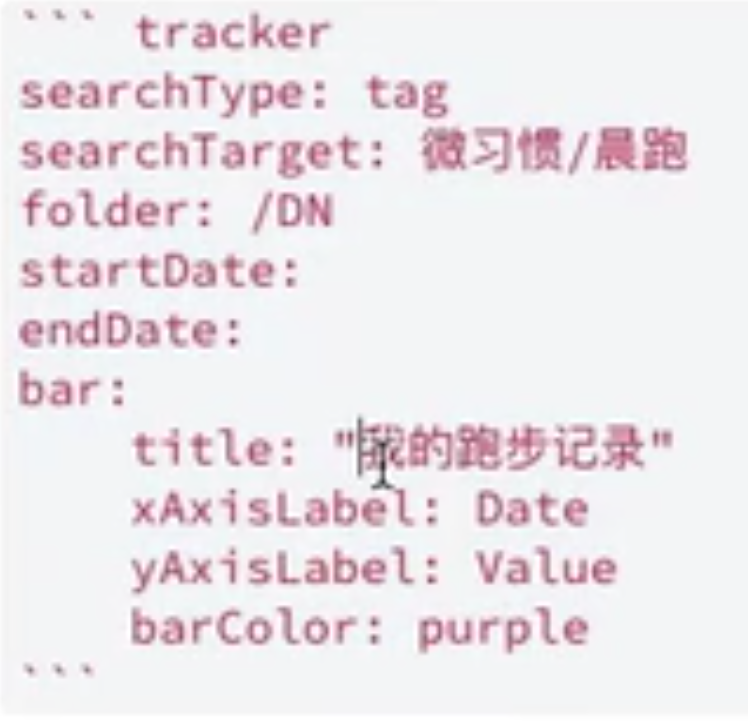 ``` tracker
searchType: tag
searchTarget: 微习惯/晨跑
folder: /DN
startDate:
endDate:
bar:
    title: "我的跑步记录"
    xAxisLabel: Date
    yAxisLabel: Value
    barColor: purple
```